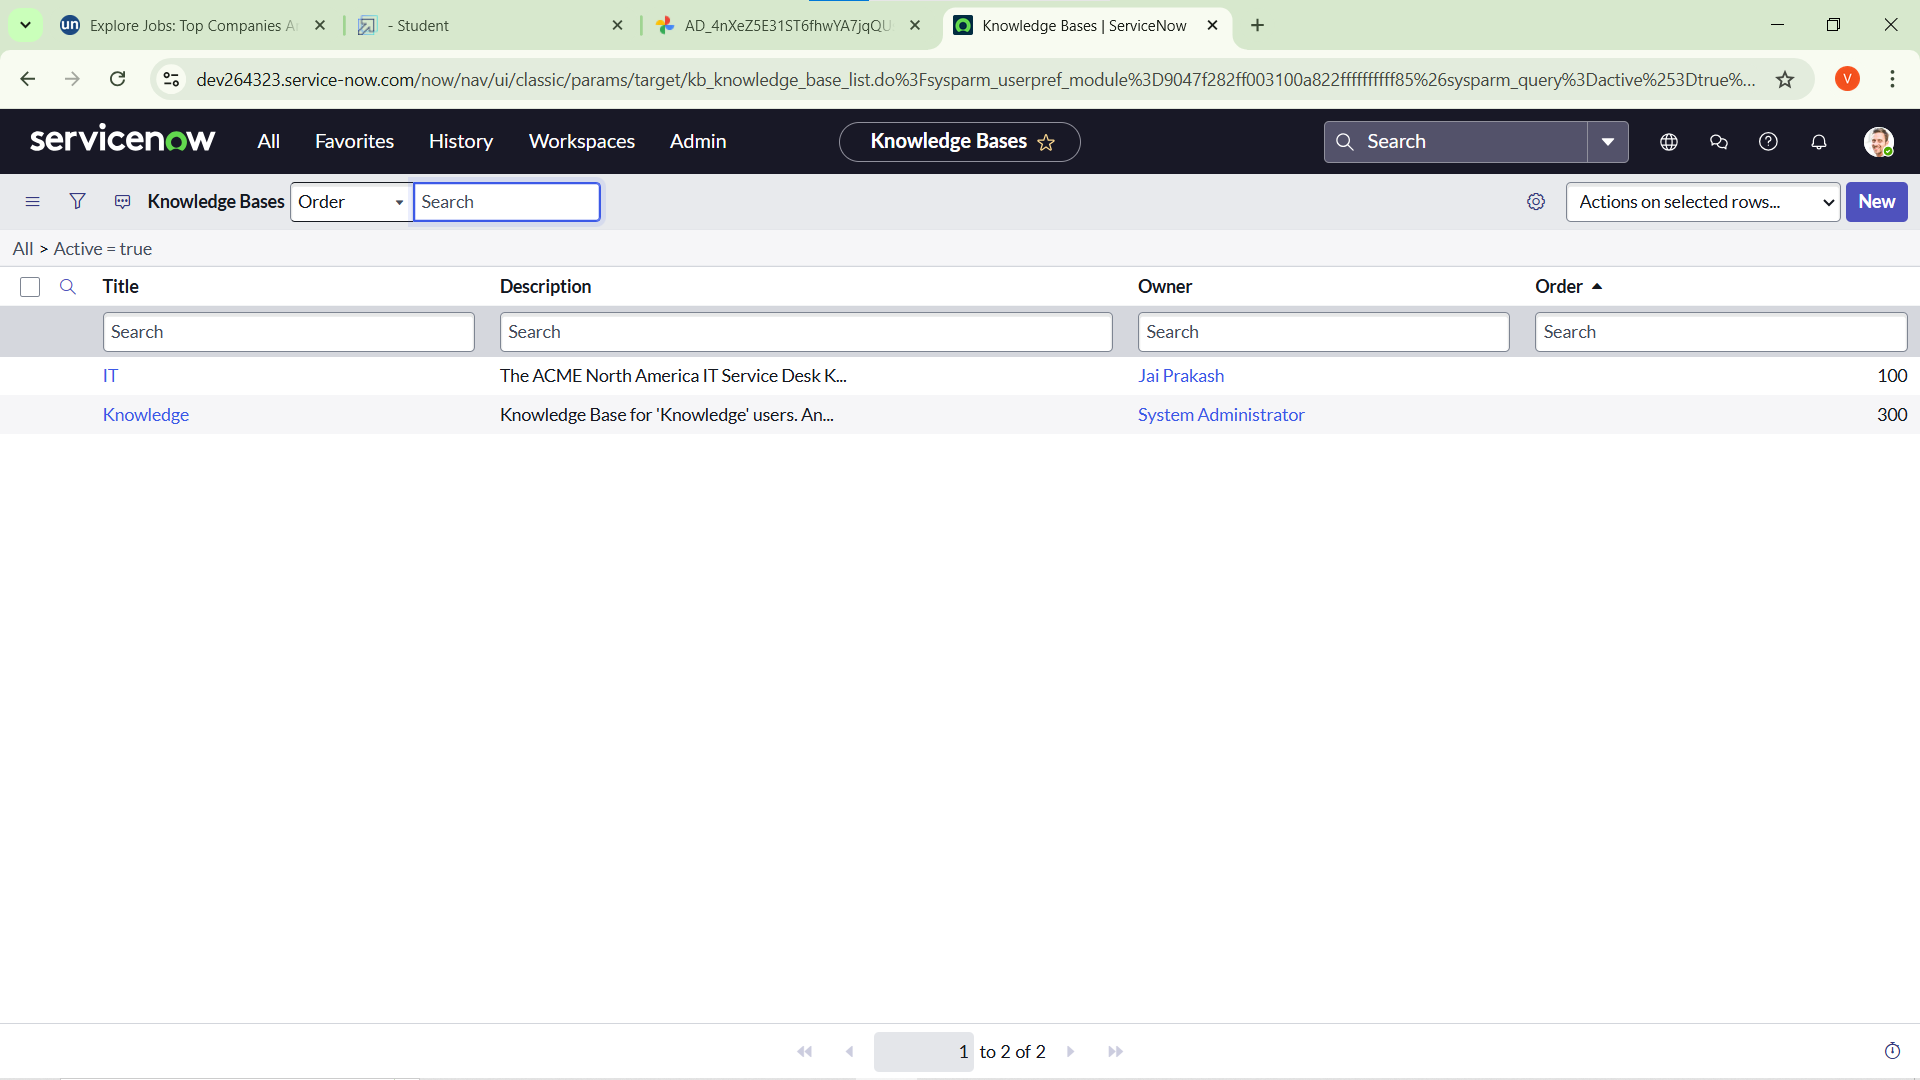 Explore Jobs: Top Companies A
- Student
AD_4nXeZ5E31ST6fhwYA7jqQU
Knowledge Bases | ServiceNow
dev264323.service-now.com/now/nav/ui/classic/params/target/kb_knowledge_base_list.do%3Fsysparm_userpref_module%3D9047f282ff003100a822ffffffffff85%26sysparm_query%3Dactive%253Dtrue%...
V
servicenow
All
Favorites
History
Workspaces
Admin
Knowledge Bases
Search
Knowledge Bases
Order
Search
Actions on selected rows...
New
All > Active = true
Title
Description
Owner
Order
Search
Search
Search
Search
IT
The ACME North America IT Service Desk K...
Jai Prakash
100
Knowledge
Knowledge Base for 'Knowledge' users. An...
System Administrator
300
1 to 2 of 2